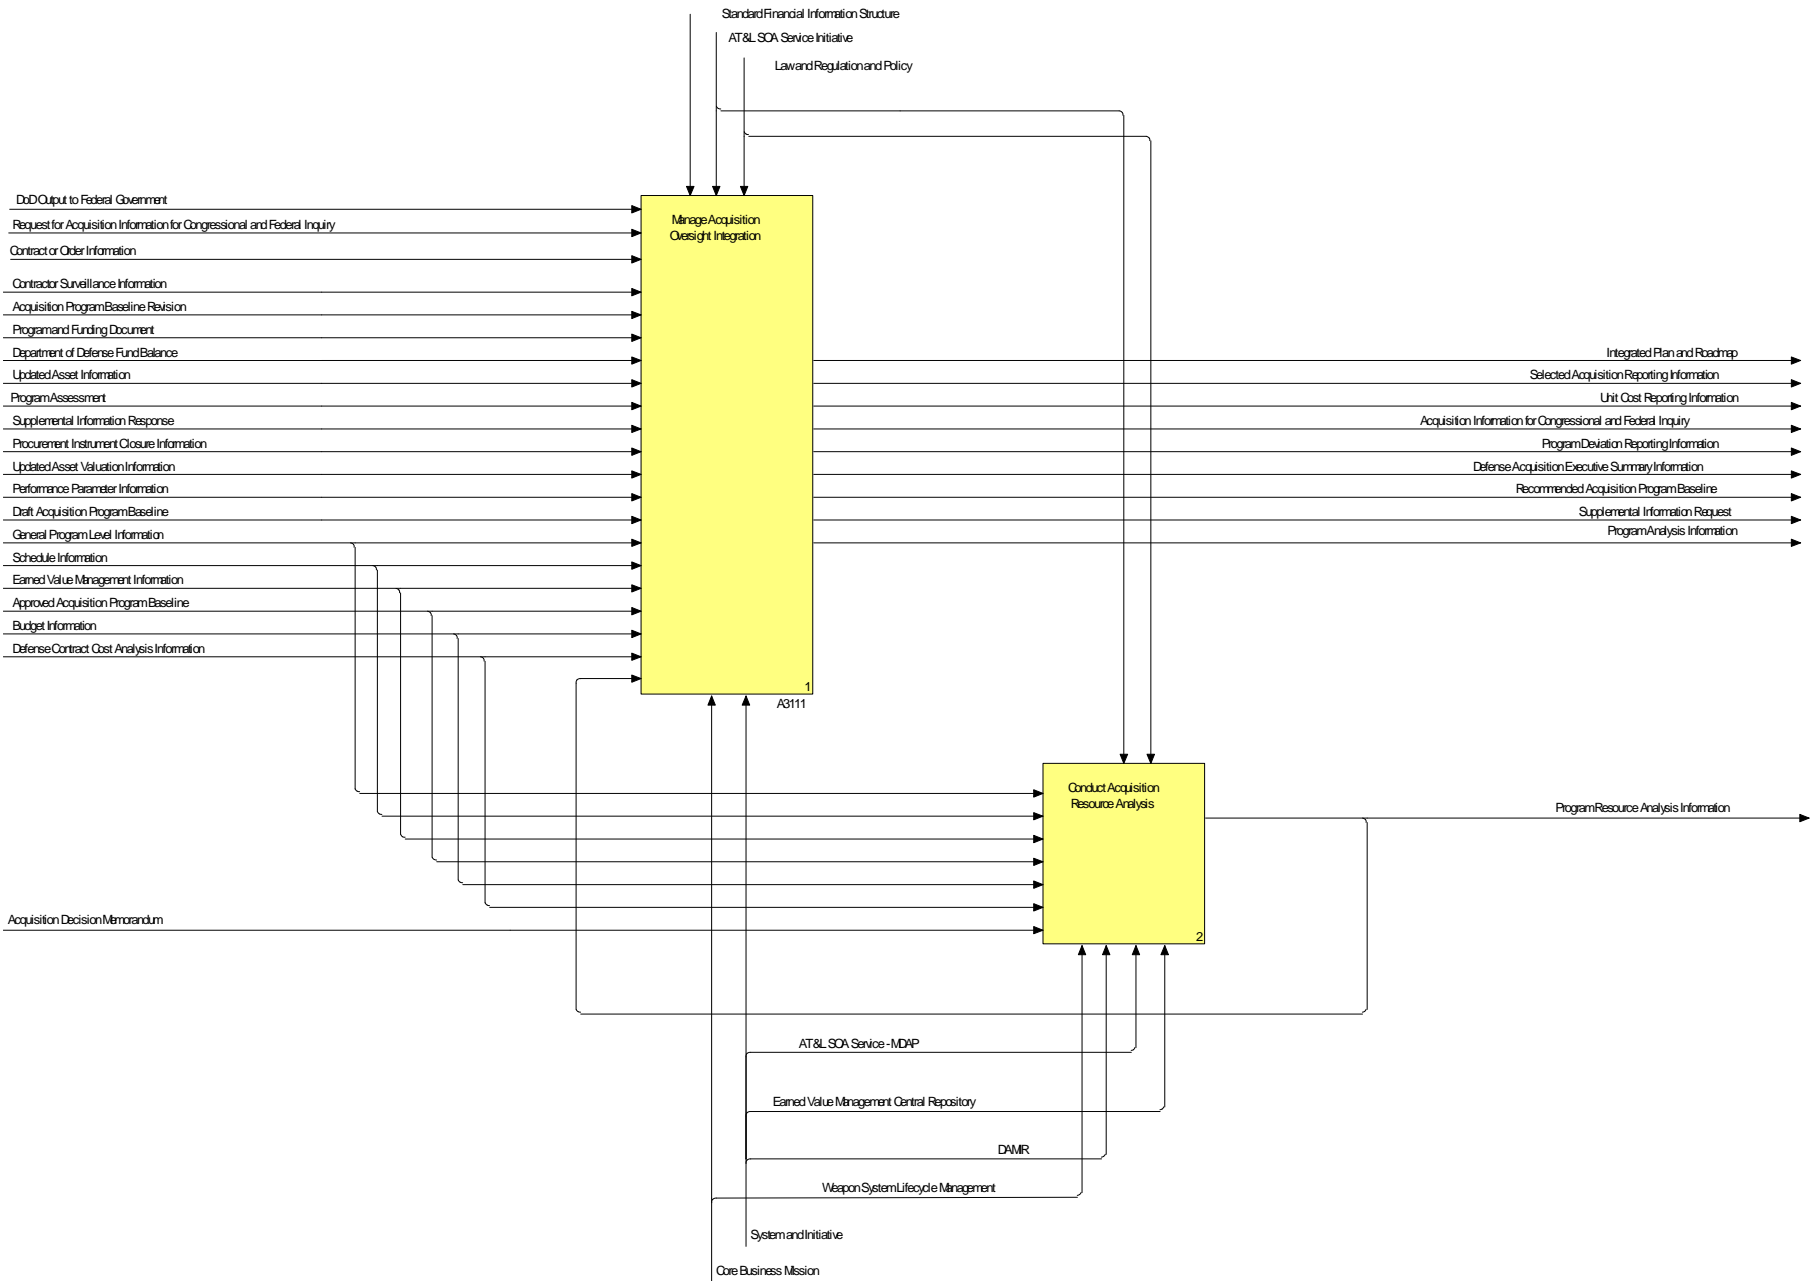 Standard Financial Information Structure
AT&L SOA Service Initiative
Law and Regulation and Policy
DoD Output to Federal Government
Request for Acquisition Information for Congressional and Federal Inquiry
Contract or Order Information
Contractor Surveillance Information
Acquisition Program Baseline Revision
Program and Funding Document
Department of Defense Fund Balance
Updated Asset Information
Program Assessment
Supplemental Information Response
Procurement Instrument Closure Information
Updated Asset Valuation Information
Performance Parameter Information
Draft Acquisition Program Baseline
General Program Level Information
Schedule Information
Earned Value Management Information
Approved Acquisition Program Baseline
Budget Information
Defense Contract Cost Analysis Information
Manage Acquisition
Oversight Integration
1
A3111
Integrated Plan and Roadmap
Selected Acquisition Reporting Information
Unit Cost Reporting Information
Acquisition Information for Congressional and Federal Inquiry
Program Deviation Reporting Information
Defense Acquisition Executive Summary Information
Recommended Acquisition Program Baseline
Supplemental Information Request
Program Analysis Information
Conduct Acquisition
Resource Analysis
2
Program Resource Analysis Information
Acquisition Decision Memorandum
AT&L SOA Service - MDAP
Earned Value Management Central Repository
DAMIR
Weapon System Lifecycle Management
System and Initiative
Core Business Mission